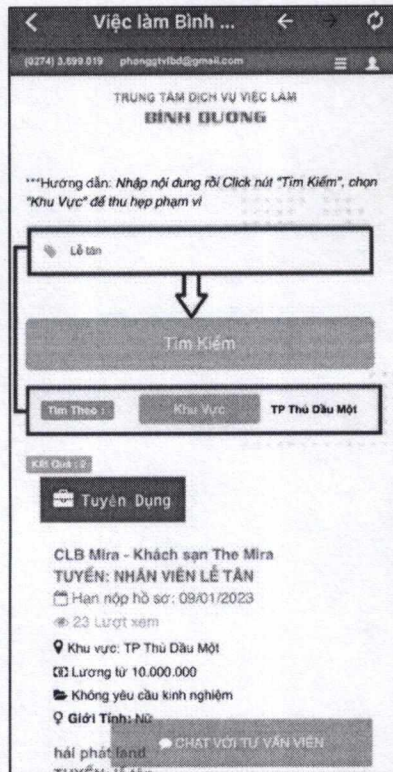 Việc làm Bình ...
(0274) 3.899.019 phonggtvlbd@gmail.com
TRUNG TÂM DỊCH VỤ VIỆC LÀM
BÌNH DƯƠNG
***Hướng dẫn: Nhập nội dung rồi Click nút "Tìm Kiếm", chọn
"Khu Vực" để thu hẹp phạm vi
Lễ tân
Tìm Kiếm
Tìm Theo : Khu Vực TP Thủ Dầu Một
Kết Quả : 2
Tuyển Dụng
CLB Mira - Khách sạn The Mira
TUYỂN: NHÂN VIÊN LỄ TÂN
Hạn nộp hồ sơ: 09/01/2023
23 Lượt xem
Khu vực: TP Thủ Dầu Một
Lương từ 10.000.000
Không yêu cầu kinh nghiệm
Giới Tính: Nữ
CHAT VỚI TƯ VẤN VIÊN
hái phát land
TUYỂN: lễ tân